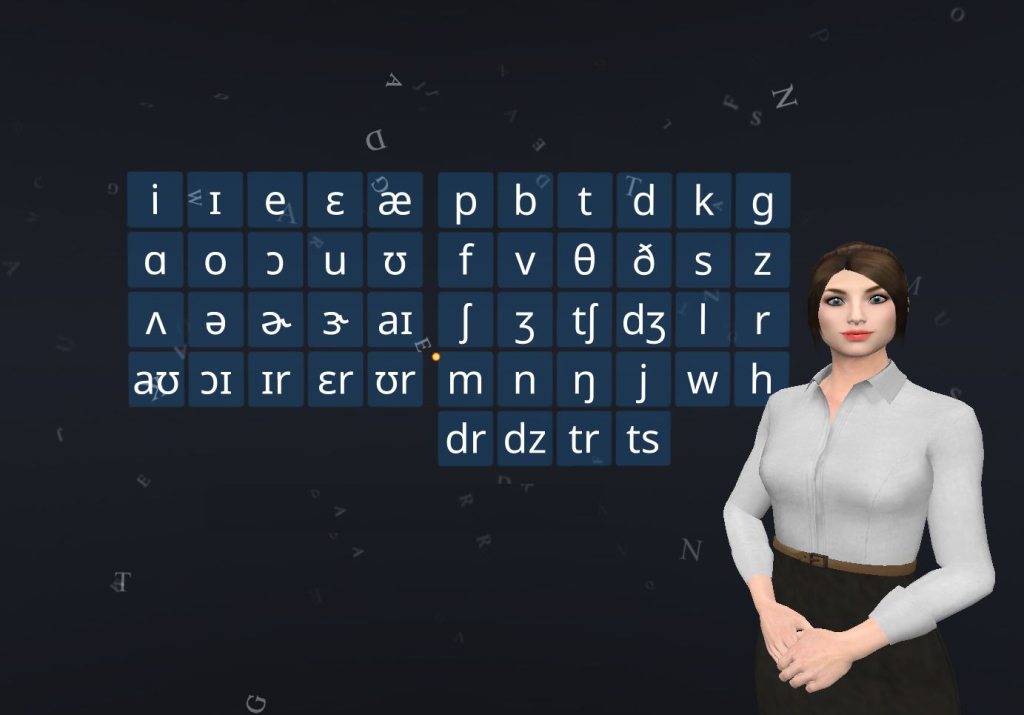 i ɪ e ɛ æ p b t d k g
ɑ o ɔ u ʊ f v θ ð s z
ʌ ə ɚ ɝ aɪ ʃ ʒ tʃ dʒ l r
aʊ ɔɪ ɪr ɛr ʊr m n ŋ j w h
dr dz tr ts